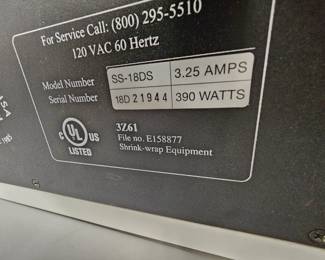 For Service Call: (800) 295-5510
120 VAC 60 Hertz
Model Number SS-18DS 3.25 AMPS
Serial Number 18D 21944 390 WATTS
C UL US
LISTED
3Z61
File no. E158877
Shrink-wrap Equipment